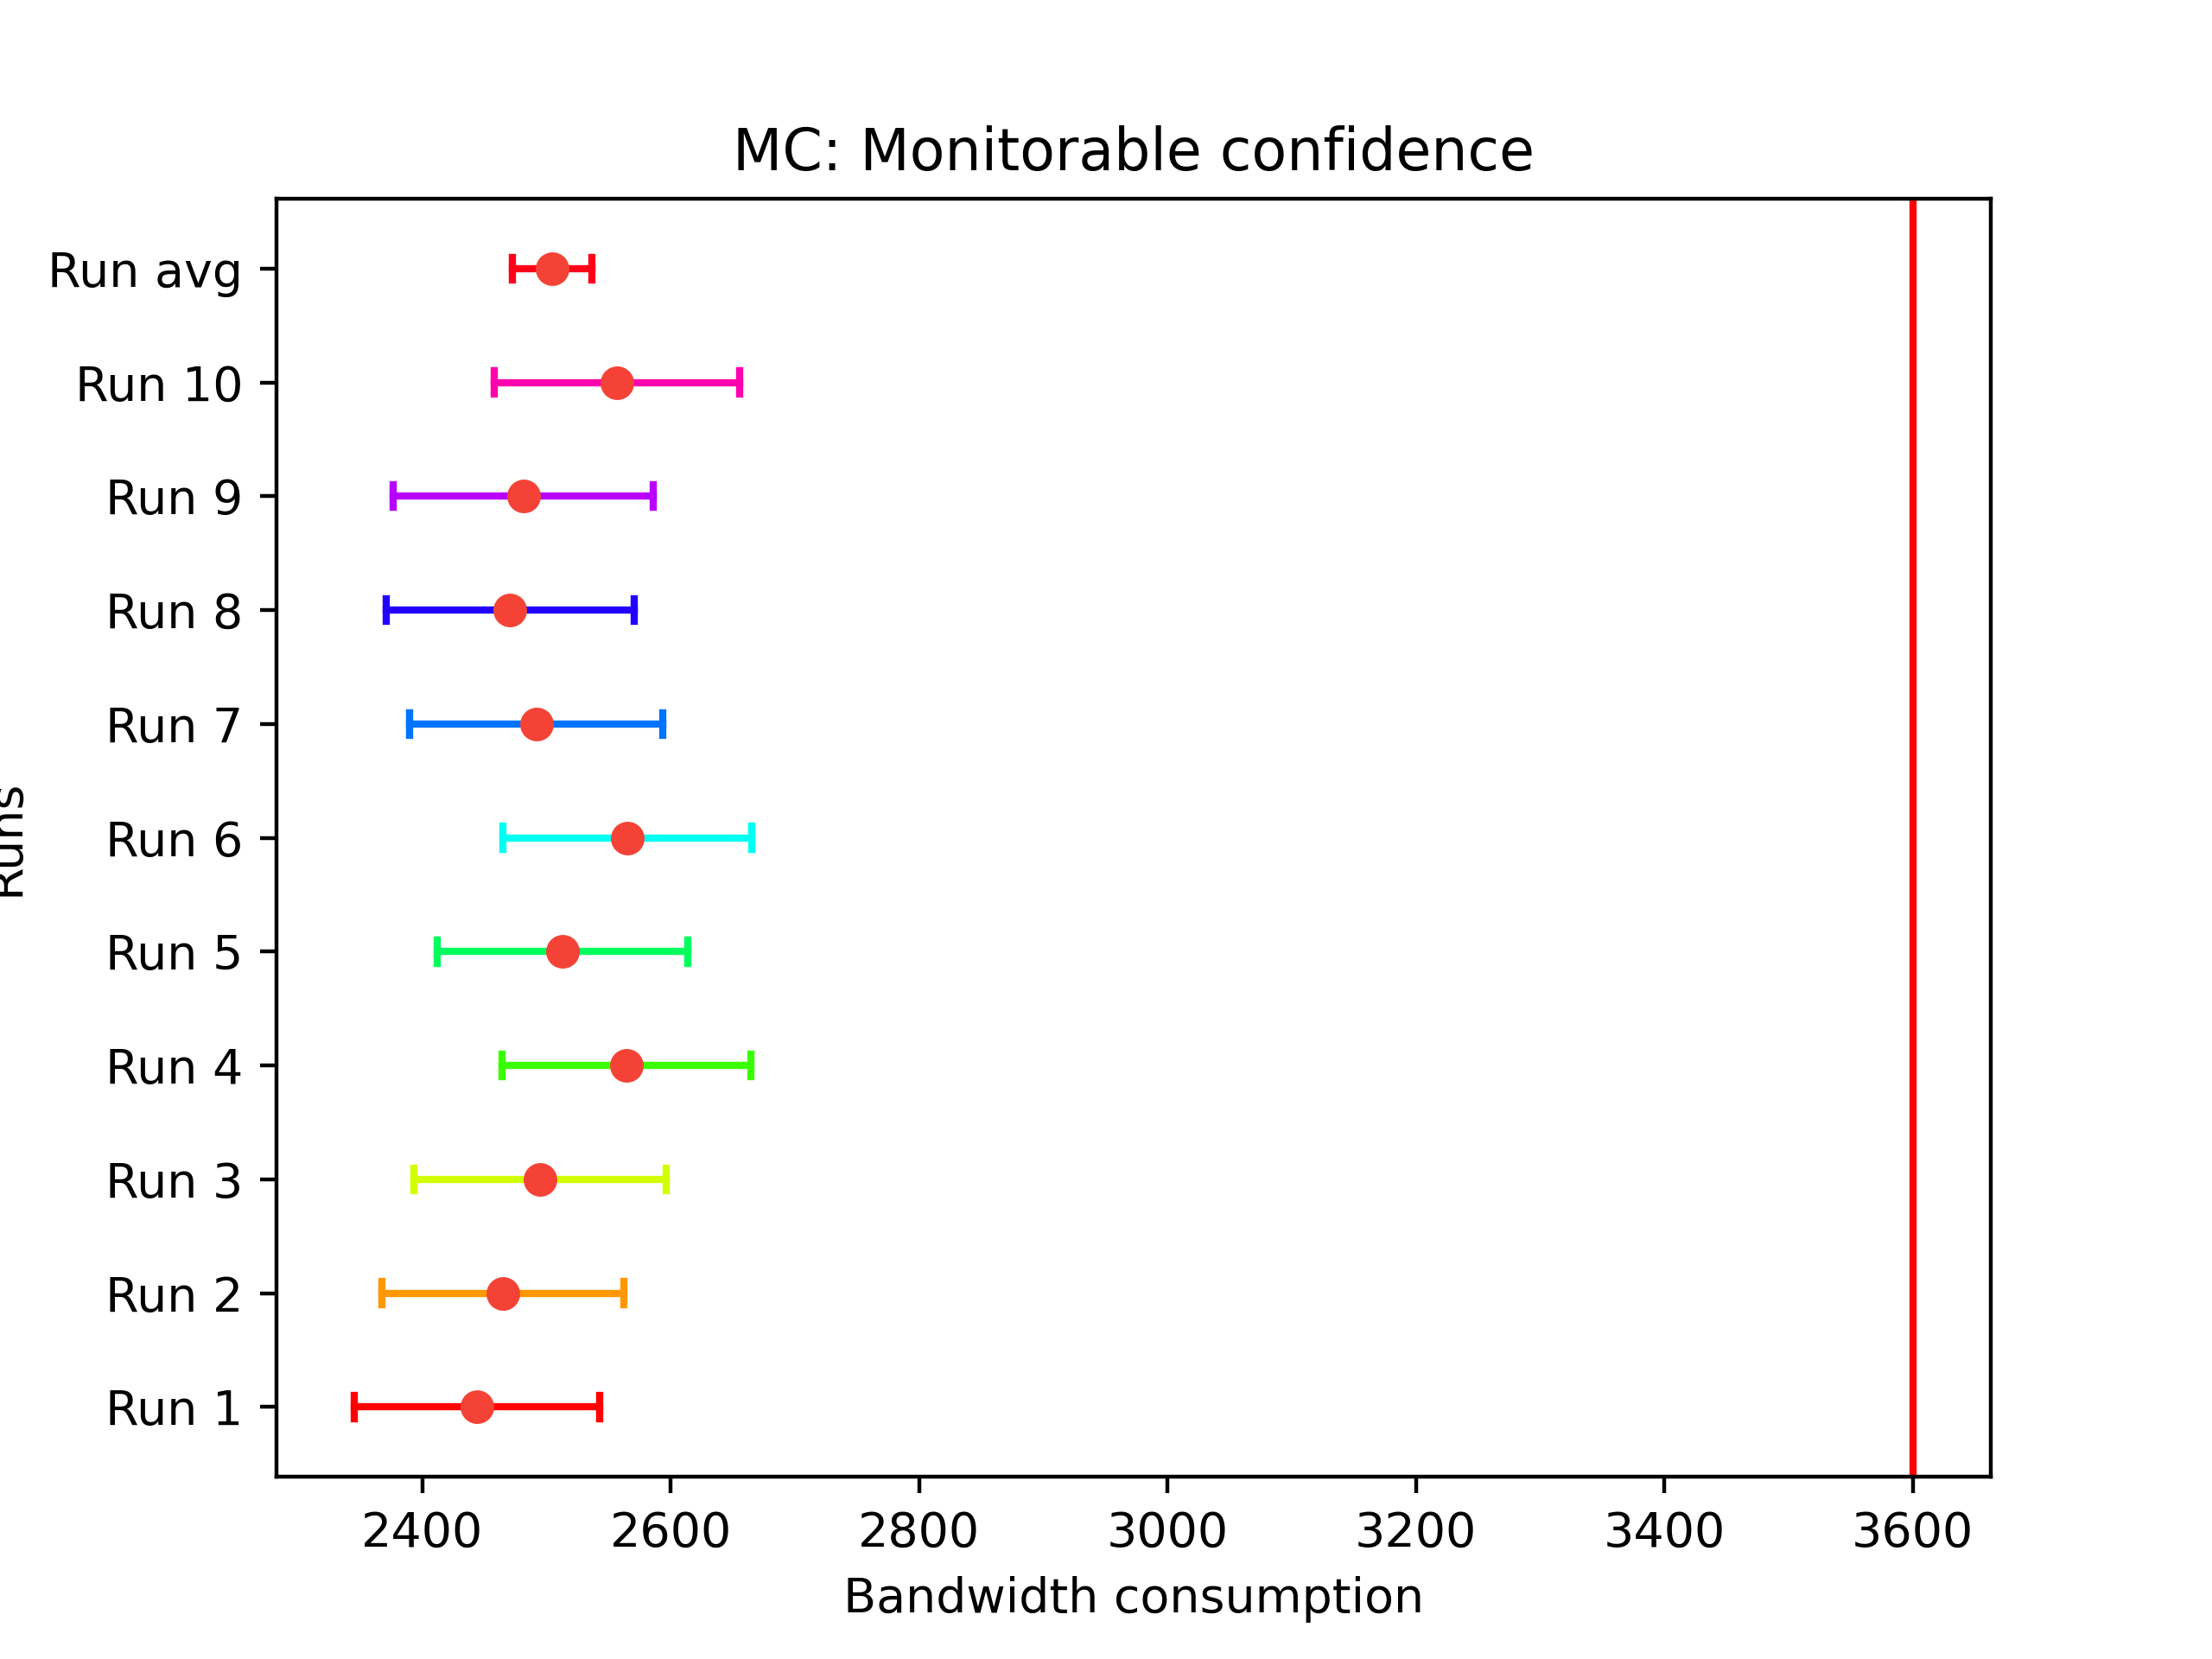 MC: Monitorable confidence
Run avg
Run 10
Run 9
Run 8
Run 7
Run 6
Run 5
Run 4
Run 3
Run 2
Run 1
Runs
2400 2600 2800 3000 3200 3400 3600
Bandwidth consumption